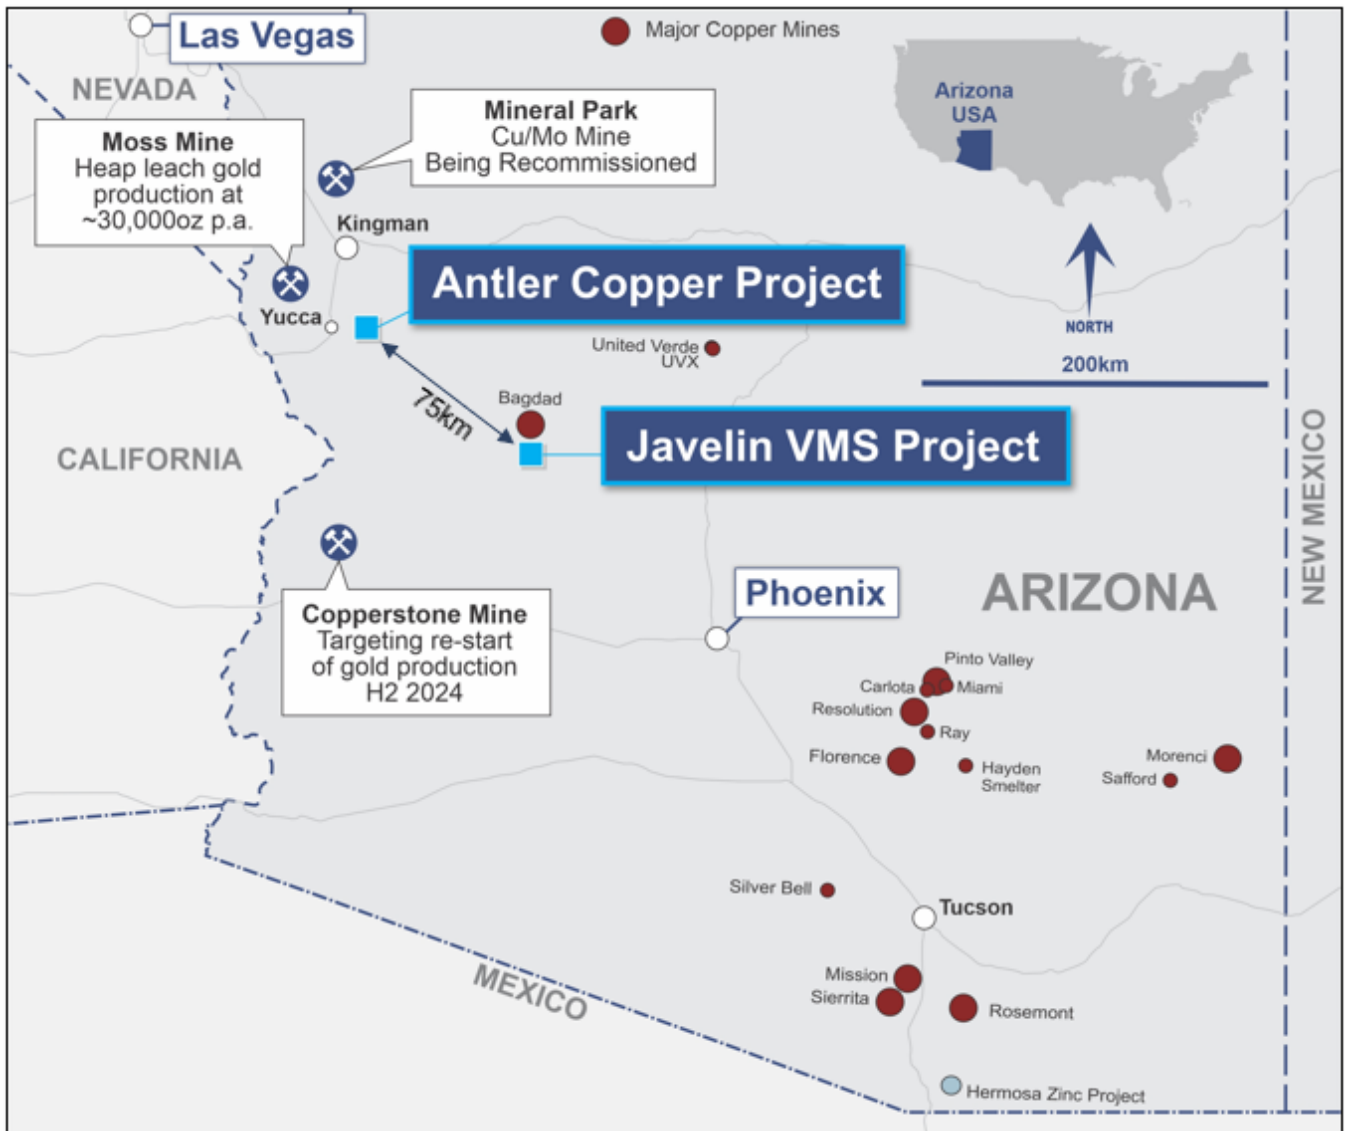 Las Vegas
Major Copper Mines
NEVADA
Arizona
USA
Mineral Park
Cu/Mo Mine
Being Recommissioned
Moss Mine
Heap leach gold
production at
~30,000oz p.a.
Kingman
Antler Copper Project
Yucca
NORTH
200km
United Verde
UVX
75km
Bagdad
Javelin VMS Project
CALIFORNIA
NEW MEXICO
Copperstone Mine
Targeting re-start
of gold production
H2 2024
Phoenix
ARIZONA
Pinto Valley
Carlota
Miami
Resolution
Ray
Florence
Hayden
Smelter
Morenci
Safford
Silver Bell
Tucson
MEXICO
Mission
Sierrita
Rosemont
Hermosa Zinc Project